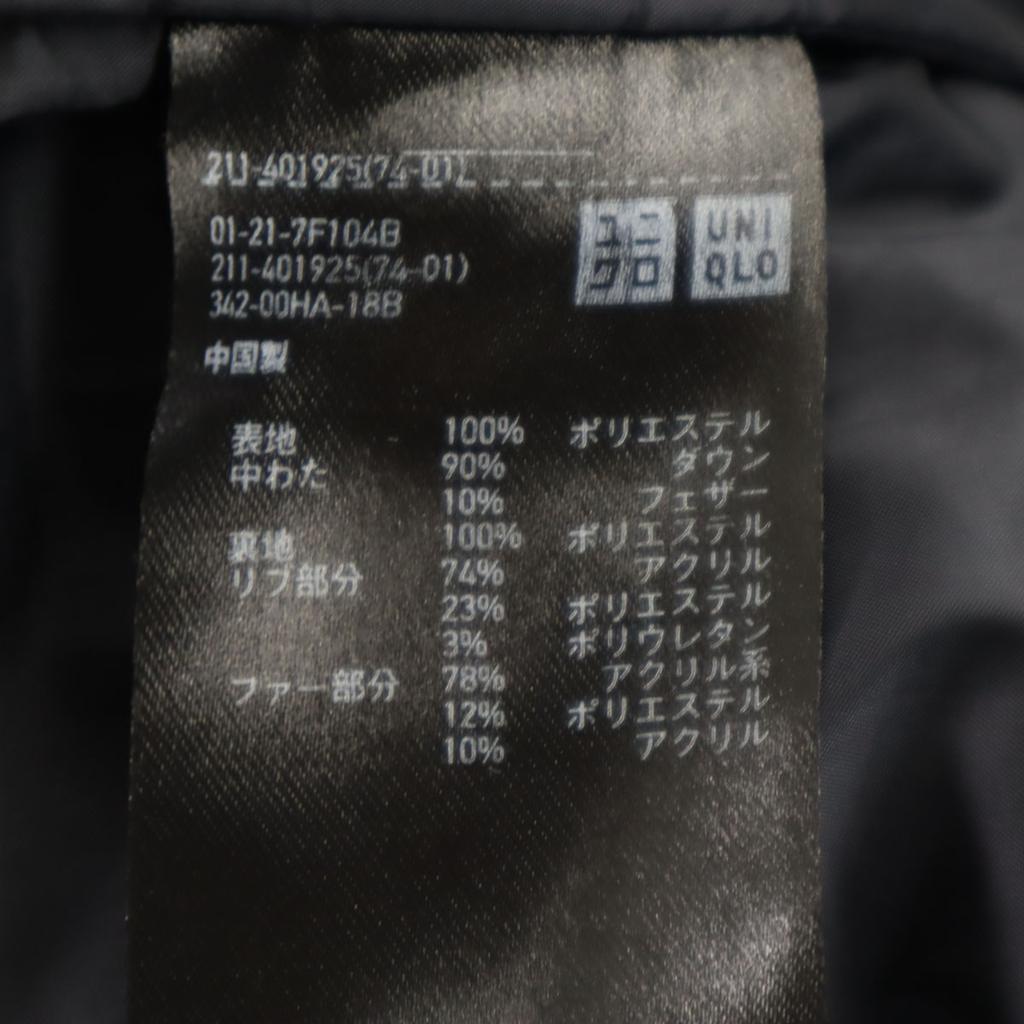 211-401925(74-01)
ユニクロ UNIQLO
01-21-7F104B
211-401925(74-01)
342-00HA-18B
中国製
表地 100% ポリエステル
中わた 90% ダウン
10% フェザー
裏地 100% ポリエステル
リブ部分 74% アクリル
23% ポリエステル
3% ポリウレタン
ファー部分 78% アクリル系
12% ポリエステル
10% アクリル